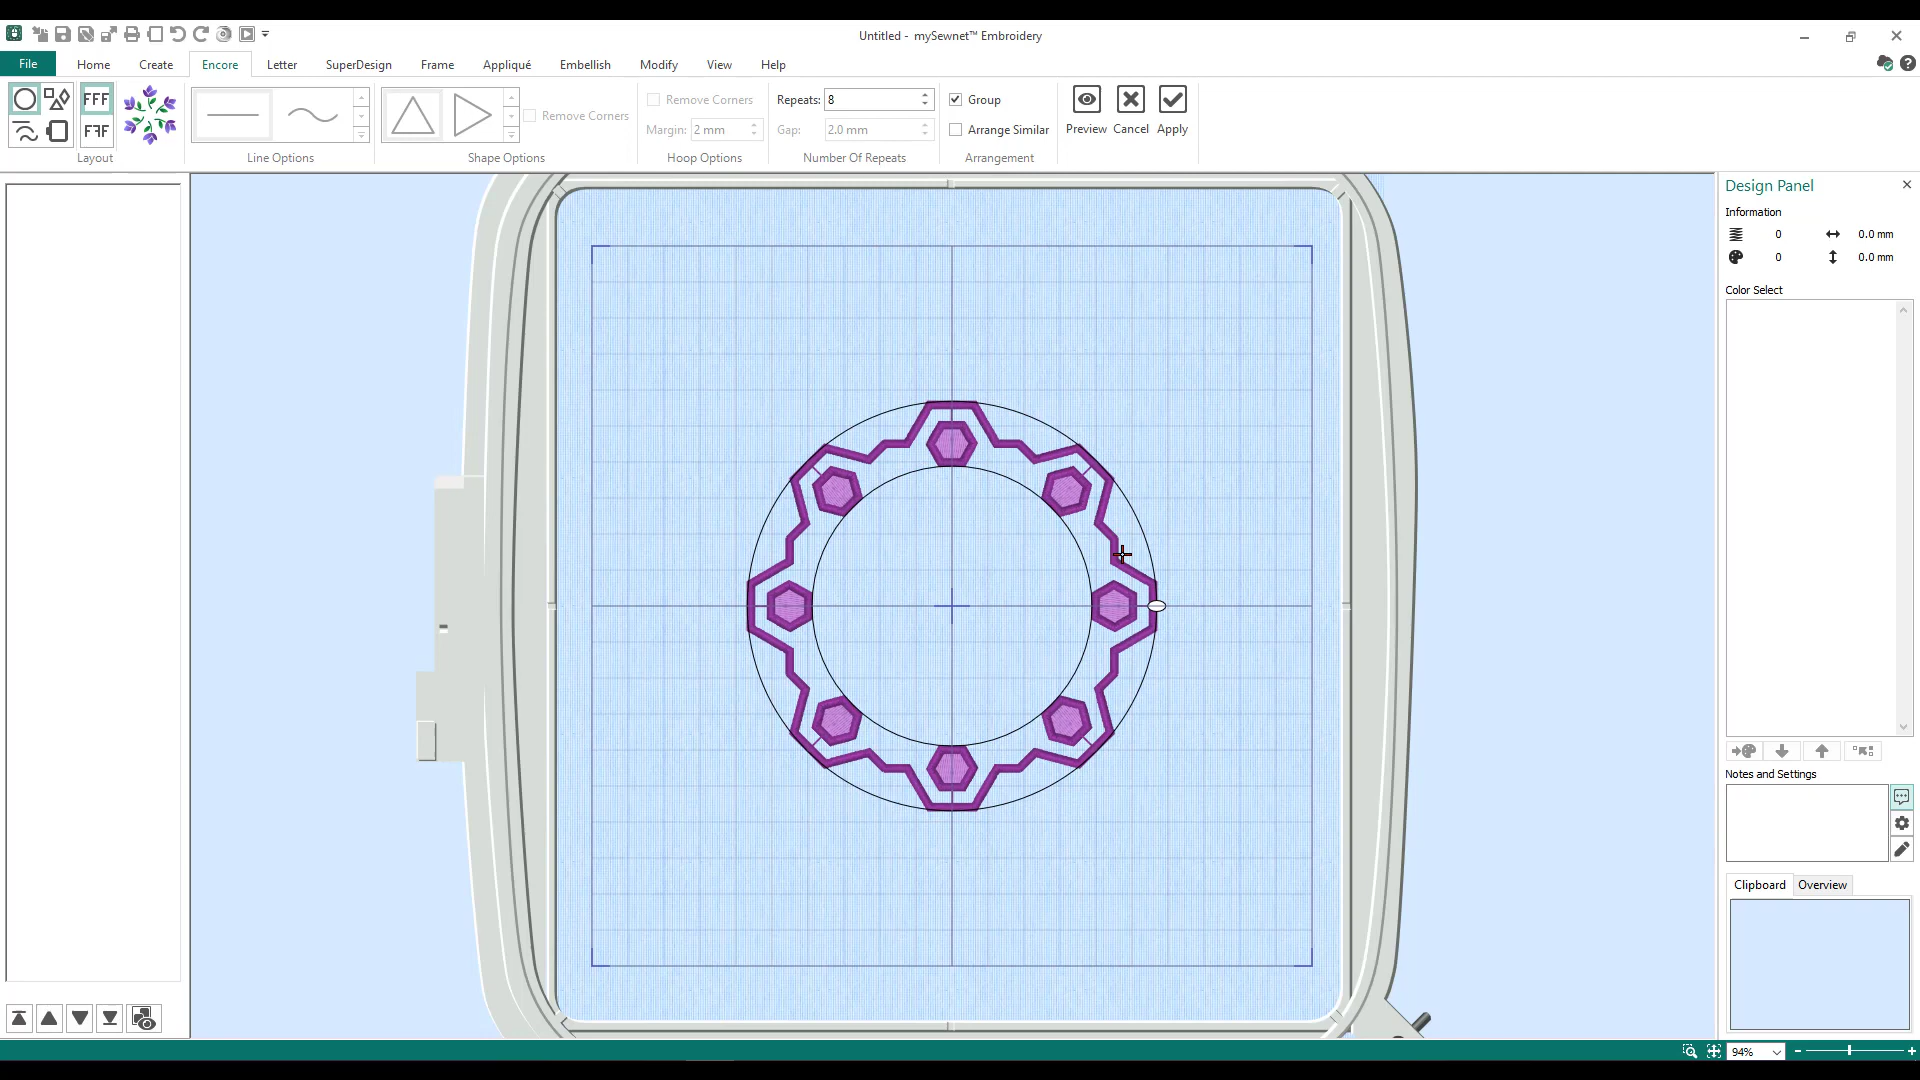 Untitled - mySewnet™ Embroidery
File Home Create Encore Letter SuperDesign Frame Appliqué Embellish Modify View Help
FFF
Remove Corners
Remove Corners
Repeats: 8
Group
Margin: 2 mm
Gap: 2.0 mm
Arrange Similar
Preview Cancel Apply
Layout Line Options Shape Options Hoop Options Number Of Repeats Arrangement
Design Panel
Information
0 0.0 mm
0 0.0 mm
Color Select
Notes and Settings
Clipboard Overview
94%